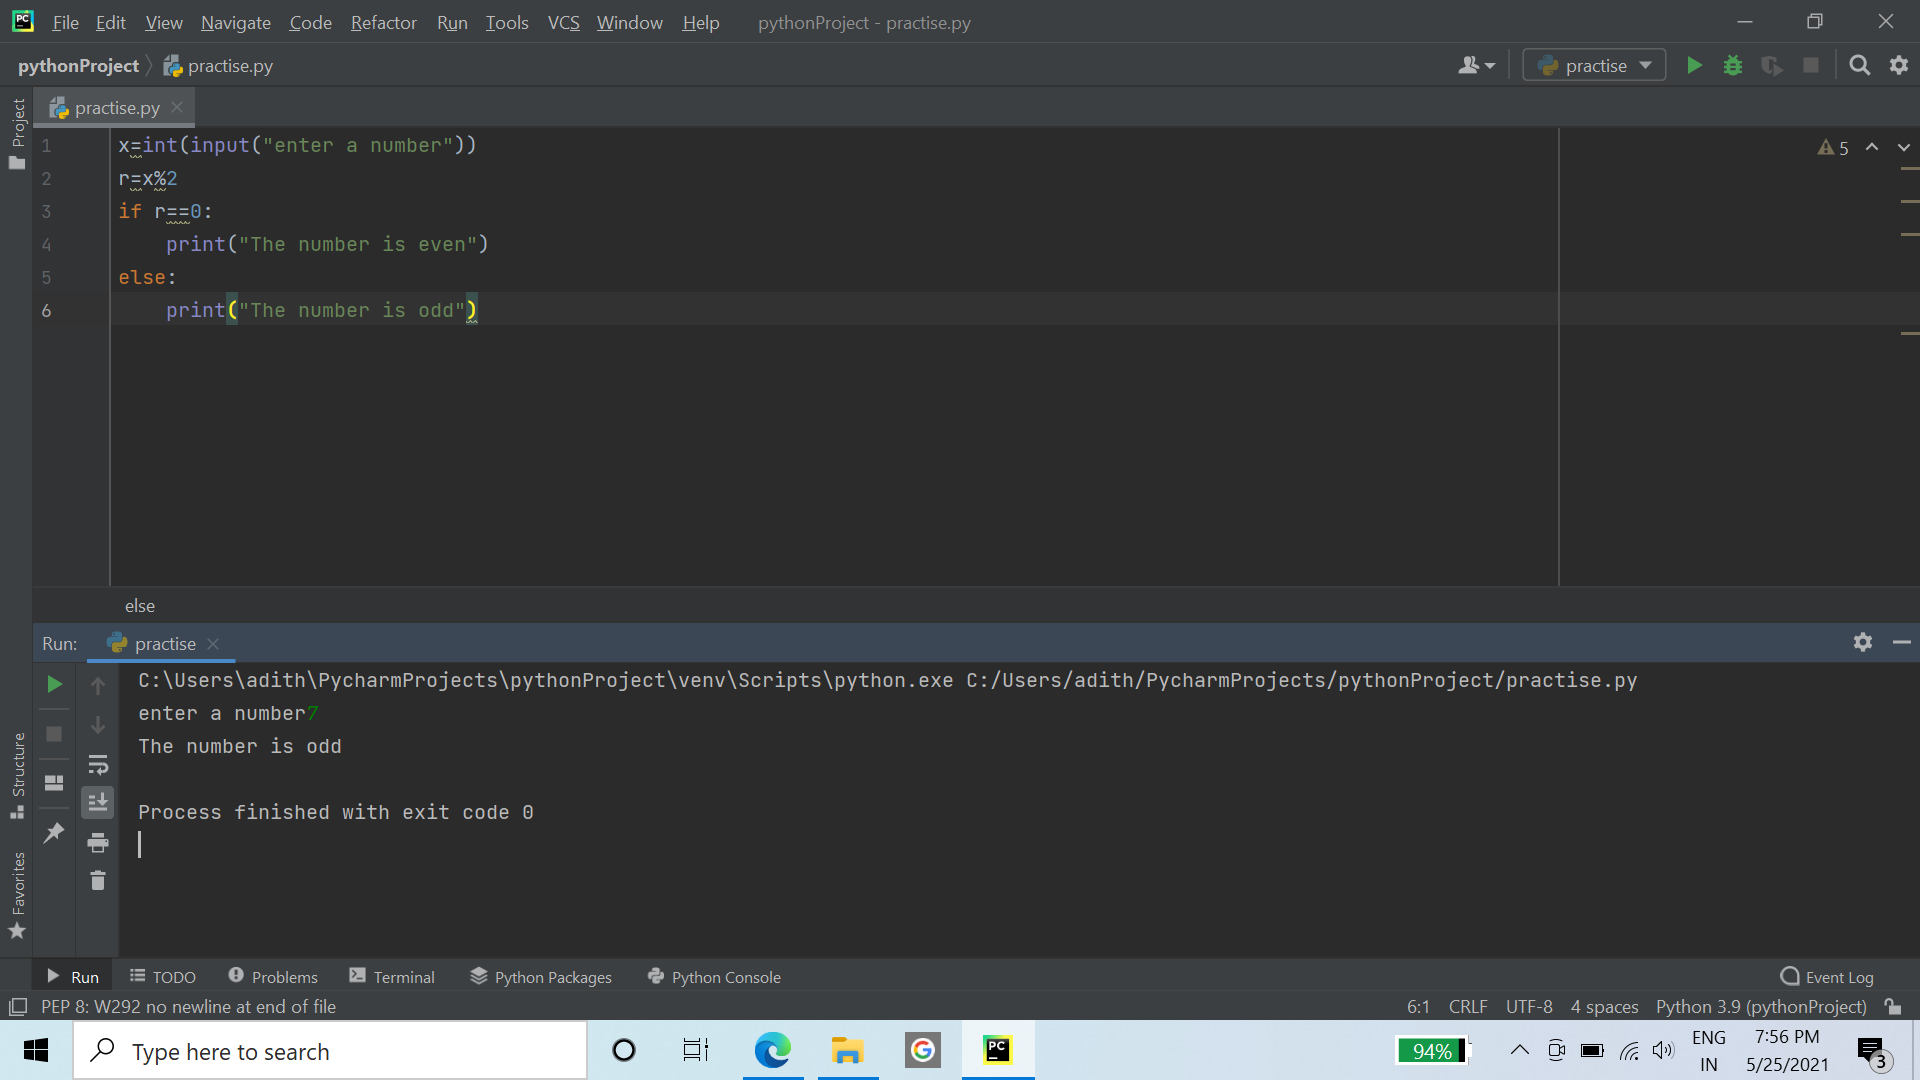 PC File Edit View Navigate Code Refactor Run Tools VCS Window Help pythonProject - practise.py
pythonProject practise.py practise
Project
practise.py
1 x=int(input("enter a number"))
2 r=x%2
3 if r==0:
4 print("The number is even")
5 else:
6 print("The number is odd")
5
else
Run: practise
C:\Users\adith\PycharmProjects\pythonProject\venv\Scripts\python.exe C:/Users/adith/PycharmProjects/pythonProject/practise.py
enter a number7
The number is odd
Process finished with exit code 0
Structure
Favorites
Run TODO Problems Terminal Python Packages Python Console Event Log
PEP 8: W292 no newline at end of file 6:1 CRLF UTF-8 4 spaces Python 3.9 (pythonProject)
Type here to search G PC 94% ENG 7:56 PM
IN 5/25/2021 3